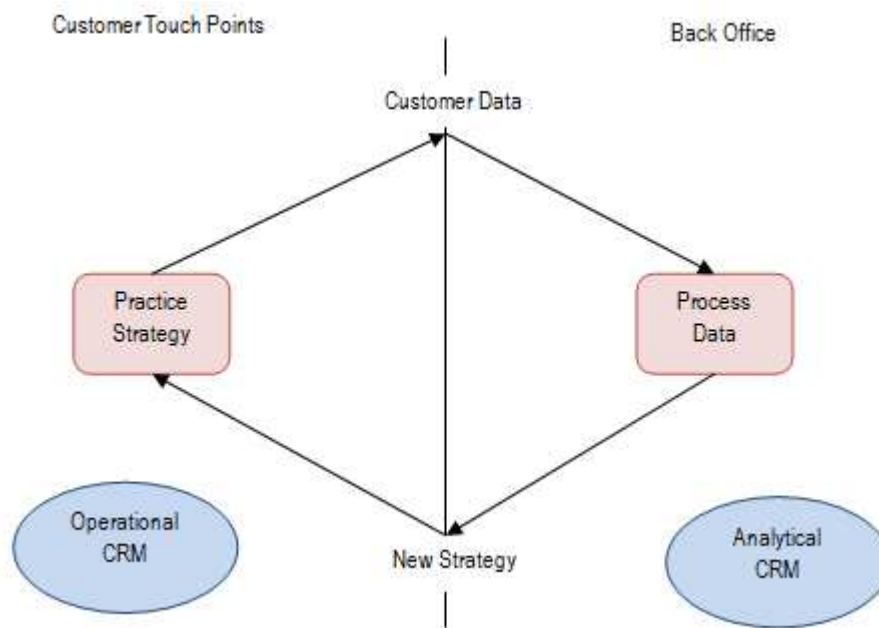 Customer Touch Points
Back Office
Customer Data
Practice
Strategy
Process
Data
Operational
CRM
New Strategy
Analytical
CRM